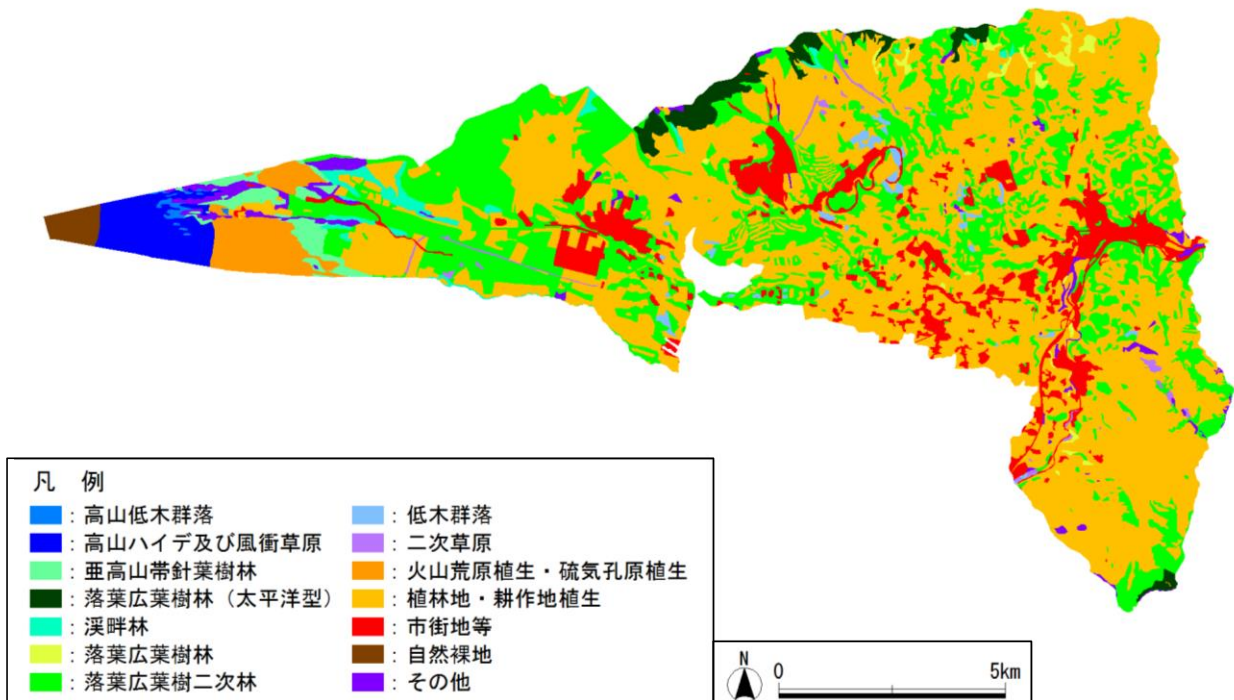 凡 例
：高山低木群落
：高山ハイデ及び風衝草原
：亜高山帯針葉樹林
：落葉広葉樹林（太平洋型）
：渓畔林
：落葉広葉樹林
：落葉広葉樹二次林
：低木群落
：二次草原
：火山荒原植生・硫気孔原植生
：植林地・耕作地植生
：市街地等
：自然裸地
：その他
N
0 5km